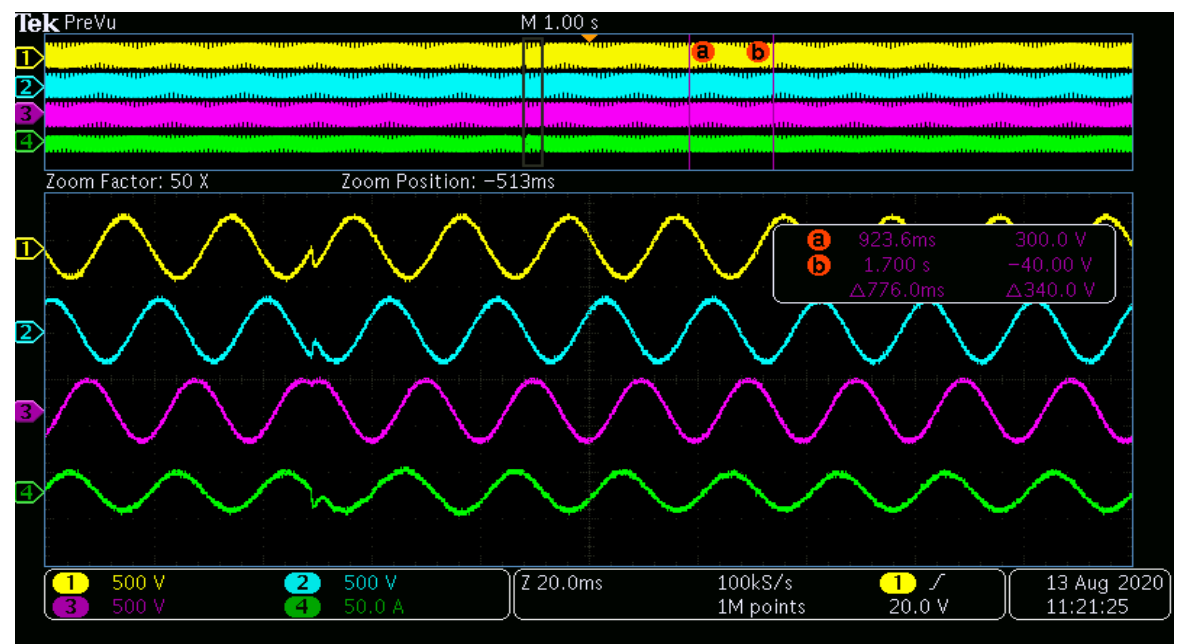 Tek PreVu M 1.00 s
1
a b
2
3
4
Zoom Factor: 50 X Zoom Position: −513ms
1
a 923.6ms 300.0 V
b 1.700 s −40.00 V
△776.0ms △340.0 V
2
3
4
1 500 V 2 500 V Z 20.0ms 100kS/s 1 13 Aug 2020
3 500 V 4 50.0 A 1M points 20.0 V 11:21:25